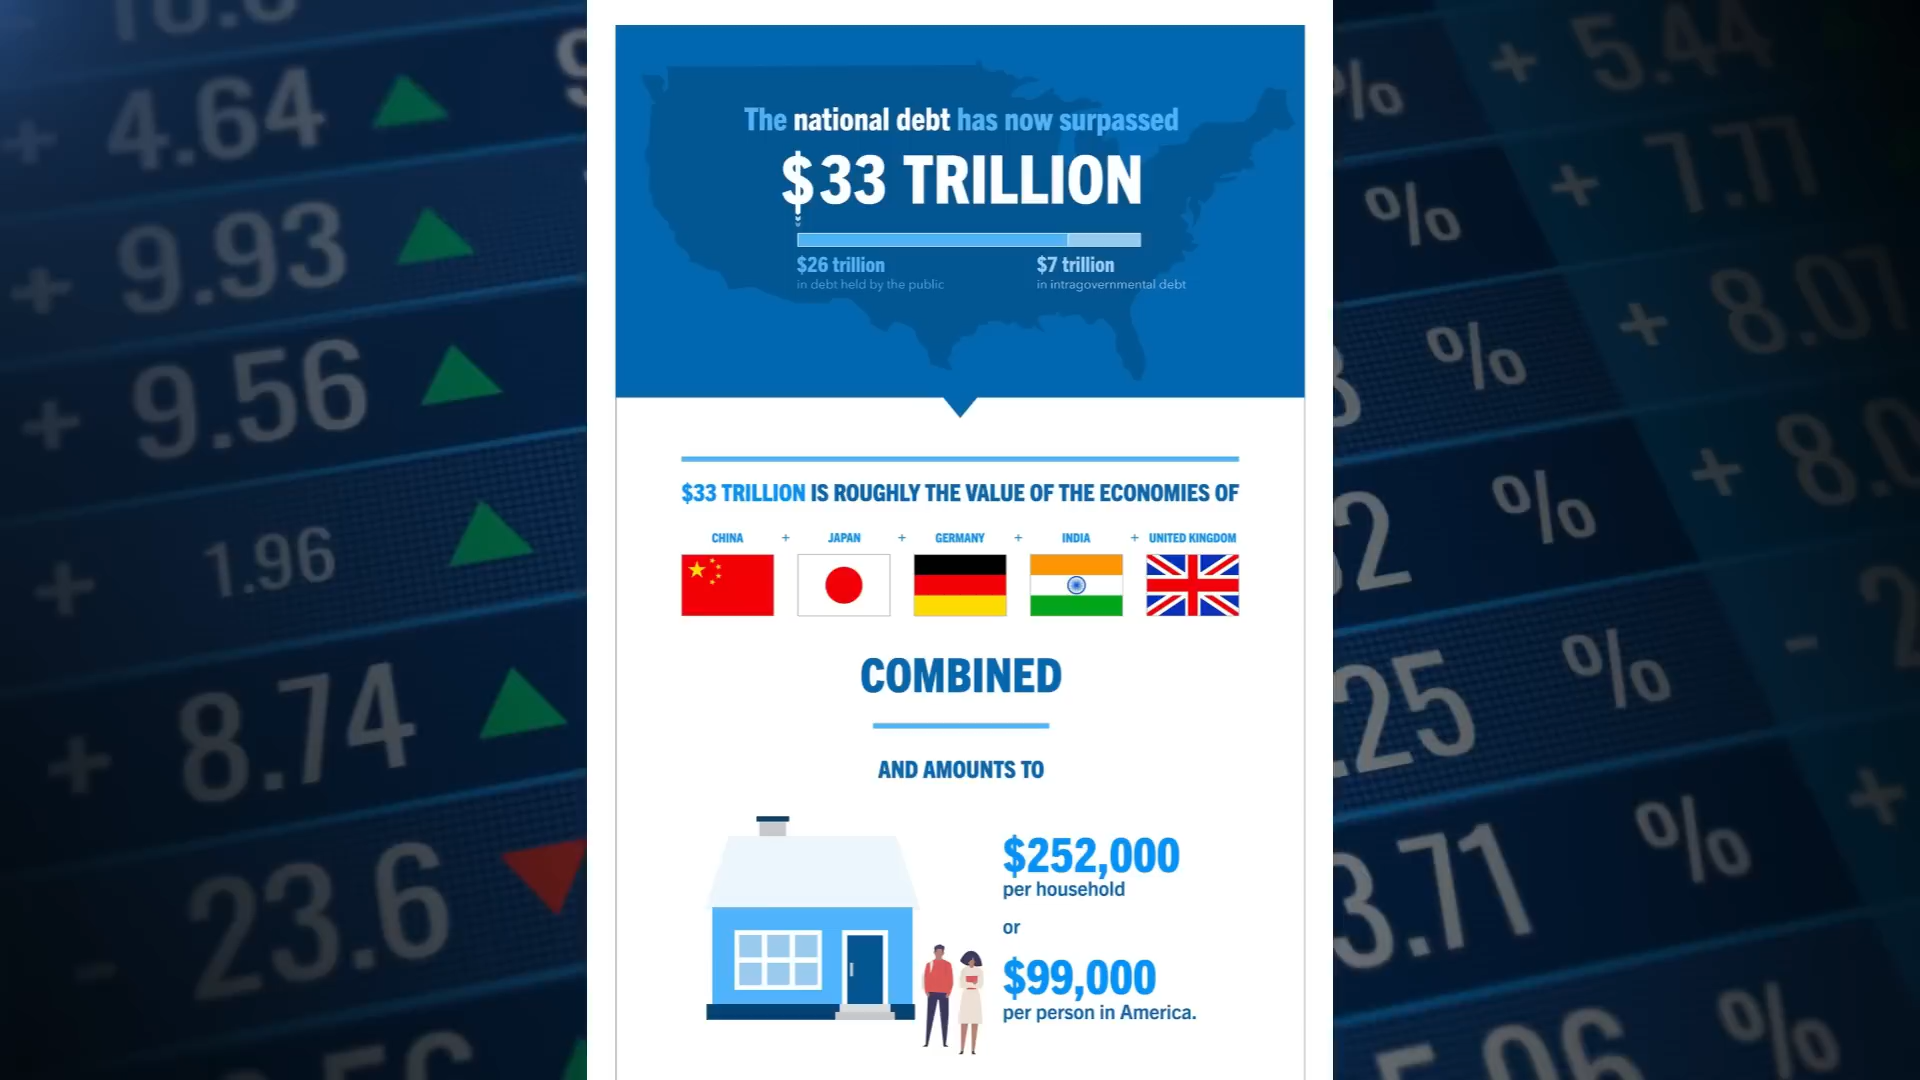 The national debt has now surpassed
$33 TRILLION
$26 trillion
in debt held by the public
$7 trillion
in intragovernmental debt
$33 TRILLION IS ROUGHLY THE VALUE OF THE ECONOMIES OF
CHINA + JAPAN + GERMANY + INDIA + UNITED KINGDOM
COMBINED
AND AMOUNTS TO
$252,000
per household
or
$99,000
per person in America.
+ 4.64
+ 9.93
+ 9.56
+ 1.96
+ 8.74
- 23.6
% + 5.44
% + 7.77
% + 8.07
%
%
%
3.71 %
%